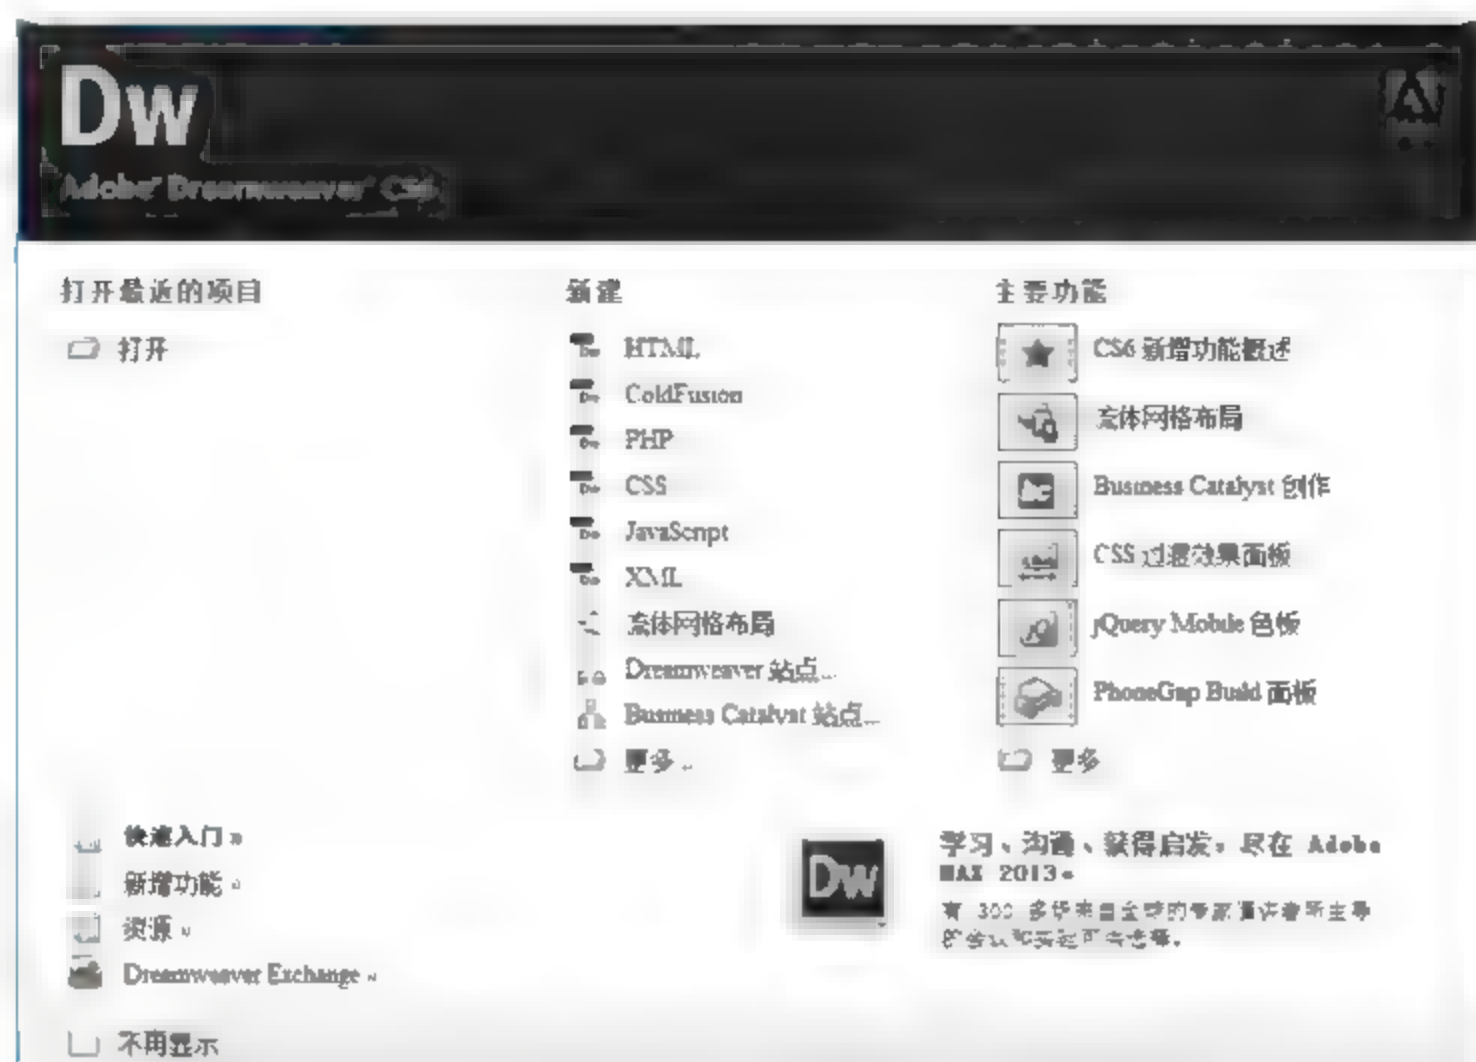 Dw
Adobe® Dreamweaver® CS6
打开最近的项目
打开
新建
HTML
ColdFusion
PHP
CSS
JavaScript
XML
流体网格布局
Dreamweaver 站点...
Business Catalyst 站点...
更多...
主要功能
CS6 新增功能概述
流体网格布局
Business Catalyst 创作
CSS 过渡效果面板
jQuery Mobile 色板
PhoneGap Build 面板
更多
快速入门 »
新增功能 »
资源 »
Dreamweaver Exchange »
不再显示
Dw
学习、沟通、获得启发，尽在 Adobe
MAX 2013。
有 300 多